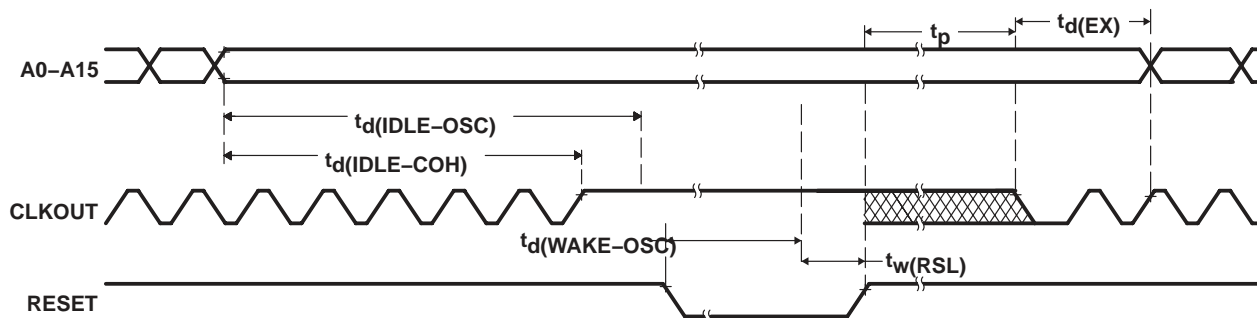 tp
td(EX)
A0–A15
td(IDLE–OSC)
td(IDLE–COH)
CLKOUT
td(WAKE–OSC)
tw(RSL)
RESET